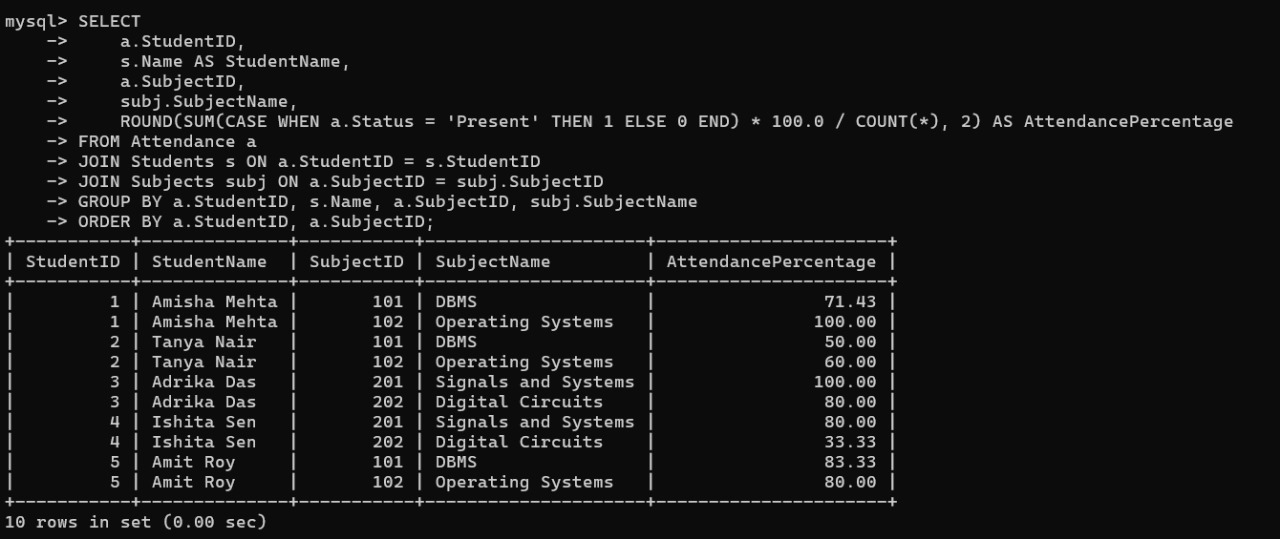 mysql> SELECT
    ->     a.StudentID,
    ->     s.Name AS StudentName,
    ->     a.SubjectID,
    ->     subj.SubjectName,
    ->     ROUND(SUM(CASE WHEN a.Status = 'Present' THEN 1 ELSE 0 END) * 100.0 / COUNT(*), 2) AS AttendancePercentage
    -> FROM Attendance a
    -> JOIN Students s ON a.StudentID = s.StudentID
    -> JOIN Subjects subj ON a.SubjectID = subj.SubjectID
    -> GROUP BY a.StudentID, s.Name, a.SubjectID, subj.SubjectName
    -> ORDER BY a.StudentID, a.SubjectID;
+-----------+--------------+-----------+---------------------+----------------------+
| StudentID | StudentName  | SubjectID | SubjectName         | AttendancePercentage |
+-----------+--------------+-----------+---------------------+----------------------+
|         1 | Amisha Mehta |       101 | DBMS                |                71.43 |
|         1 | Amisha Mehta |       102 | Operating Systems   |               100.00 |
|         2 | Tanya Nair   |       101 | DBMS                |                50.00 |
|         2 | Tanya Nair   |       102 | Operating Systems   |                60.00 |
|         3 | Adrika Das   |       201 | Signals and Systems |               100.00 |
|         3 | Adrika Das   |       202 | Digital Circuits    |                80.00 |
|         4 | Ishita Sen   |       201 | Signals and Systems |                80.00 |
|         4 | Ishita Sen   |       202 | Digital Circuits    |                33.33 |
|         5 | Amit Roy     |       101 | DBMS                |                83.33 |
|         5 | Amit Roy     |       102 | Operating Systems   |                80.00 |
+-----------+--------------+-----------+---------------------+----------------------+
10 rows in set (0.00 sec)